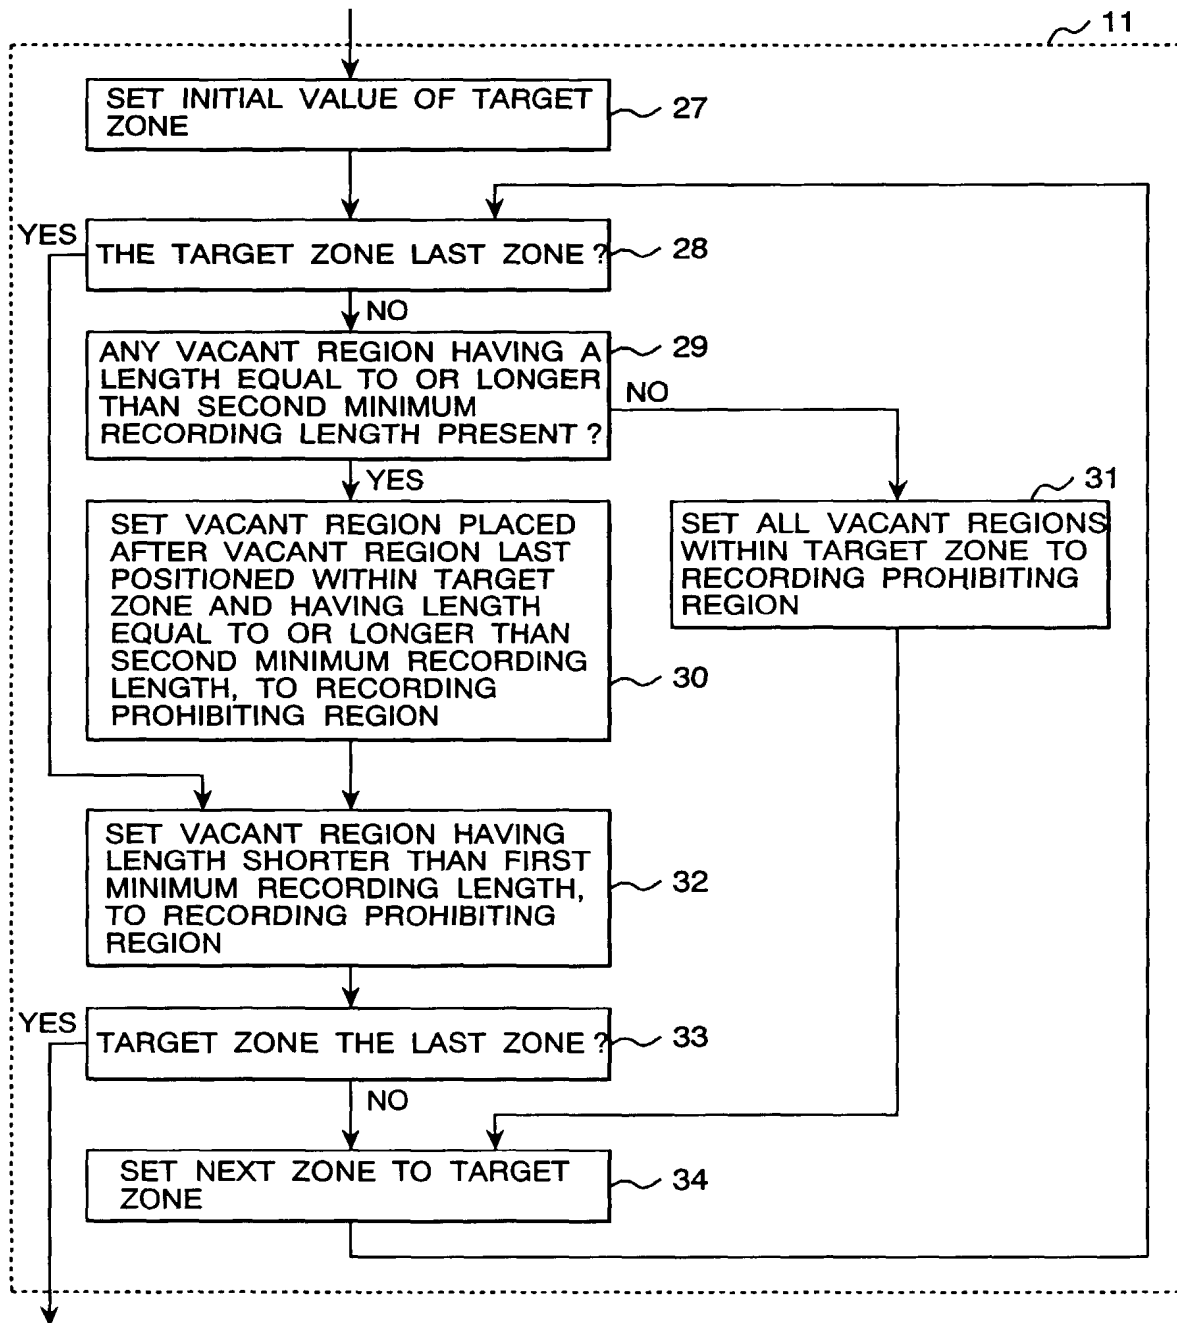 11
SET INITIAL VALUE OF TARGET
ZONE
27
YES
THE TARGET ZONE LAST ZONE?
28
NO
ANY VACANT REGION HAVING A
LENGTH EQUAL TO OR LONGER
THAN SECOND MINIMUM
RECORDING LENGTH PRESENT?
29
NO
YES
SET VACANT REGION PLACED
AFTER VACANT REGION LAST
POSITIONED WITHIN TARGET
ZONE AND HAVING LENGTH
EQUAL TO OR LONGER THAN
SECOND MINIMUM RECORDING
LENGTH, TO RECORDING
PROHIBITING REGION
30
31
SET ALL VACANT REGIONS
WITHIN TARGET ZONE TO
RECORDING PROHIBITING
REGION
SET VACANT REGION HAVING
LENGTH SHORTER THAN FIRST
MINIMUM RECORDING LENGTH,
TO RECORDING PROHIBITING
REGION
32
YES
TARGET ZONE THE LAST ZONE?
33
NO
SET NEXT ZONE TO TARGET
ZONE
34